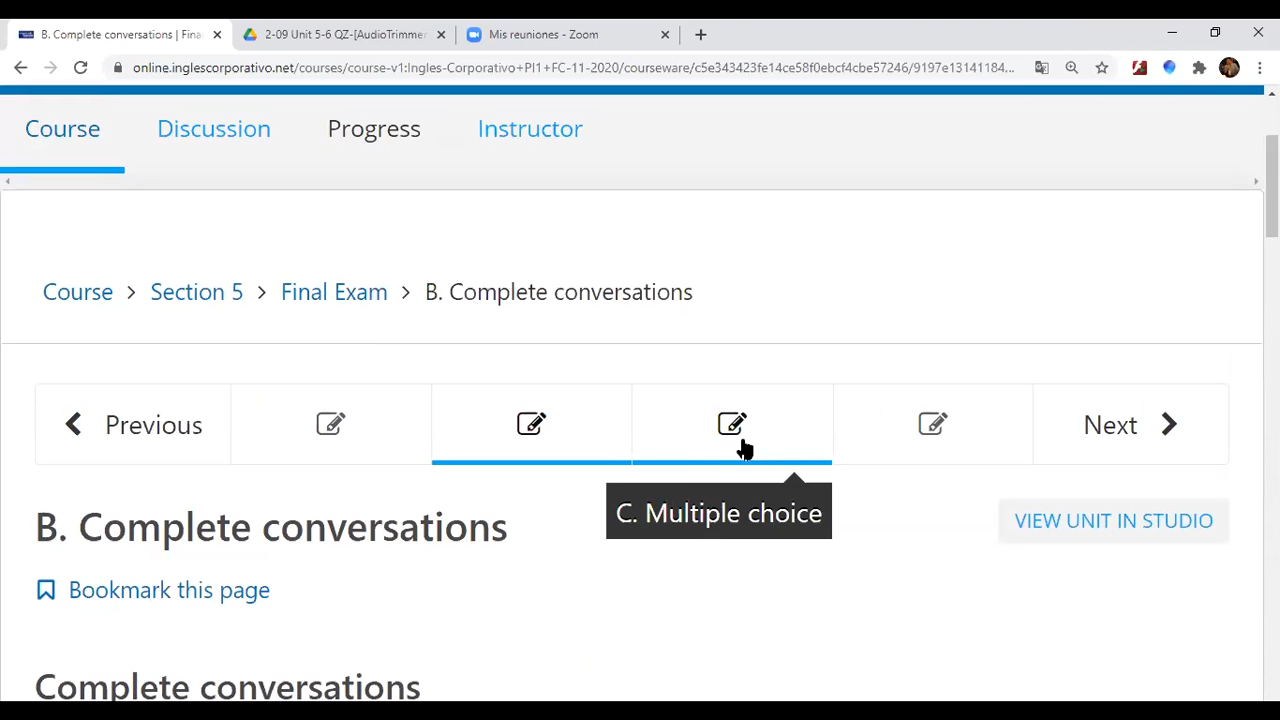 B. Complete conversations | Fina
2-09 Unit 5-6 QZ-[AudioTrimmer
Mis reuniones - Zoom
online.inglescorporativo.net/courses/course-v1:Ingles-Corporativo+PI1+FC-11-2020/courseware/c5e343423fe14ce58f0ebcf4cbe57246/9197e13141184...
Course
Discussion
Progress
Instructor
Course > Section 5 > Final Exam > B. Complete conversations
Previous
Next
C. Multiple choice
B. Complete conversations
VIEW UNIT IN STUDIO
Bookmark this page
Complete conversations